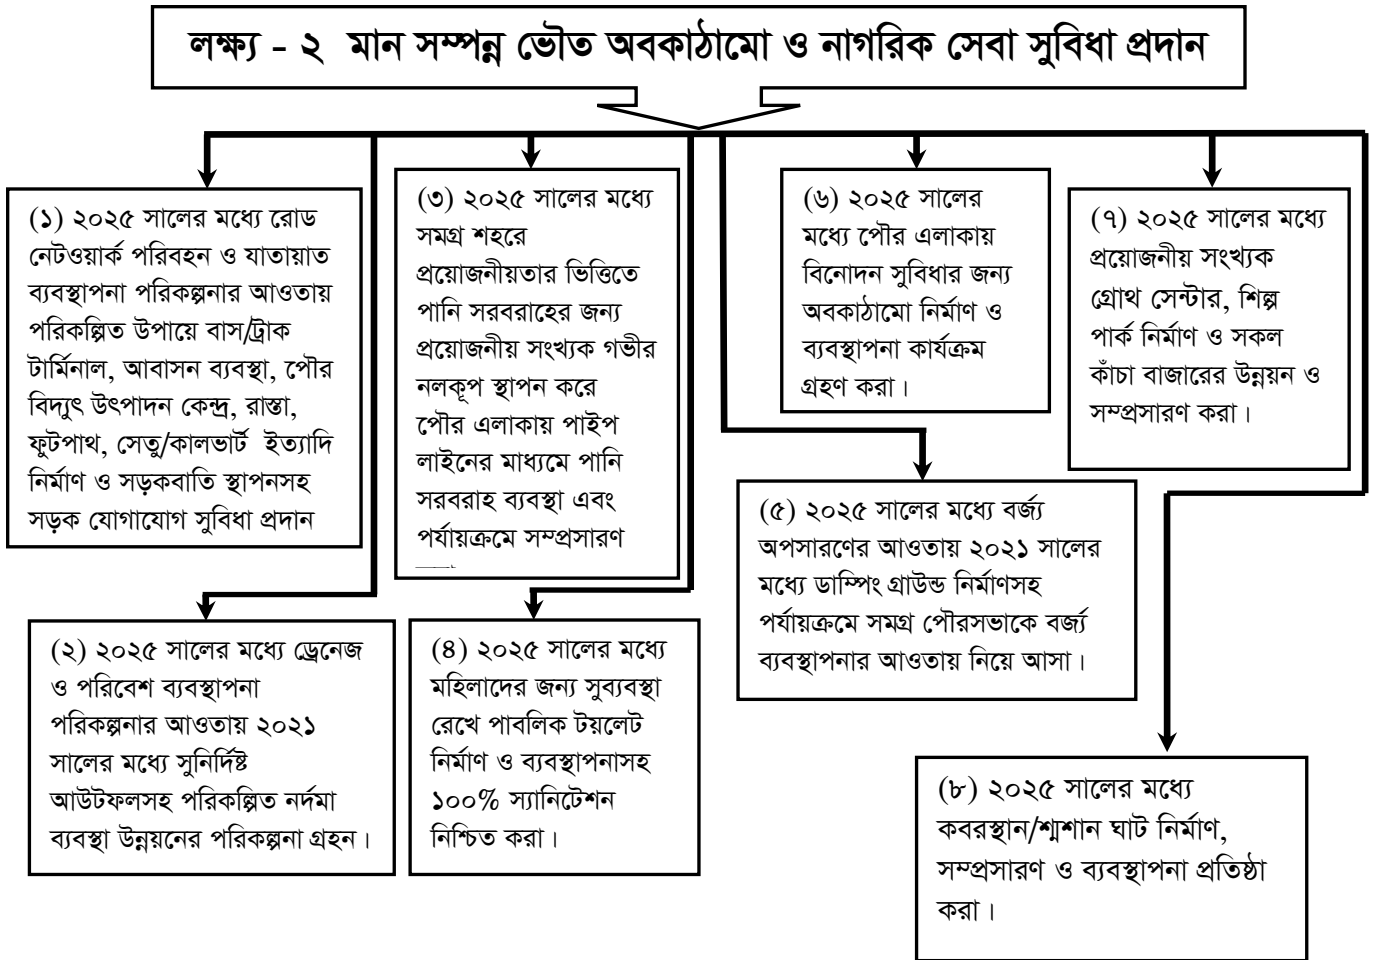 লক্ষ্য - ২ মান সম্পন্ন ভৌত অবকাঠামো ও নাগরিক সেবা সুবিধা প্রদান
(১) ২০২৫ সালের মধ্যে রোড
নেটওয়ার্ক পরিবহন ও যাতায়াত
ব্যবস্থাপনা পরিকল্পনার আওতায়
পরিকল্পিত উপায়ে বাস/ট্রাক
টার্মিনাল, আবাসন ব্যবস্থা, পৌর
বিদ্যুৎ উৎপাদন কেন্দ্র, রাস্তা,
ফুটপাথ, সেতু/কালভার্ট ইত্যাদি
নির্মাণ ও সড়কবাতি স্থাপনসহ
সড়ক যোগাযোগ সুবিধা প্রদান
(২) ২০২৫ সালের মধ্যে ড্রেনেজ
ও পরিবেশ ব্যবস্থাপনা
পরিকল্পনার আওতায় ২০২১
সালের মধ্যে সুনির্দিষ্ট
আউটফলসহ পরিকল্পিত নর্দমা
ব্যবস্থা উন্নয়নের পরিকল্পনা গ্রহন।
(৩) ২০২৫ সালের মধ্যে
সমগ্র শহরে
প্রয়োজনীয়তার ভিত্তিতে
পানি সরবরাহের জন্য
প্রয়োজনীয় সংখ্যক গভীর
নলকূপ স্থাপন করে
পৌর এলাকায় পাইপ
লাইনের মাধ্যমে পানি
সরবরাহ ব্যবস্থা এবং
পর্যায়ক্রমে সম্প্রসারণ
(৪) ২০২৫ সালের মধ্যে
মহিলাদের জন্য সুব্যবস্থা
রেখে পাবলিক টয়লেট
নির্মাণ ও ব্যবস্থাপনাসহ
১০০% স্যানিটেশন
নিশ্চিত করা।
(৫) ২০২৫ সালের মধ্যে বর্জ্য
অপসারণের আওতায় ২০২১ সালের
মধ্যে ডাম্পিং গ্রাউন্ড নির্মাণসহ
পর্যায়ক্রমে সমগ্র পৌরসভাকে বর্জ্য
ব্যবস্থাপনার আওতায় নিয়ে আসা।
(৬) ২০২৫ সালের
মধ্যে পৌর এলাকায়
বিনোদন সুবিধার জন্য
অবকাঠামো নির্মাণ ও
ব্যবস্থাপনা কার্যক্রম
গ্রহণ করা।
(৭) ২০২৫ সালের মধ্যে
প্রয়োজনীয় সংখ্যক
গ্রোথ সেন্টার, শিল্প
পার্ক নির্মাণ ও সকল
কাঁচা বাজারের উন্নয়ন ও
সম্প্রসারণ করা।
(৮) ২০২৫ সালের মধ্যে
কবরস্থান/শ্মশান ঘাট নির্মাণ,
সম্প্রসারণ ও ব্যবস্থাপনা প্রতিষ্ঠা
করা।